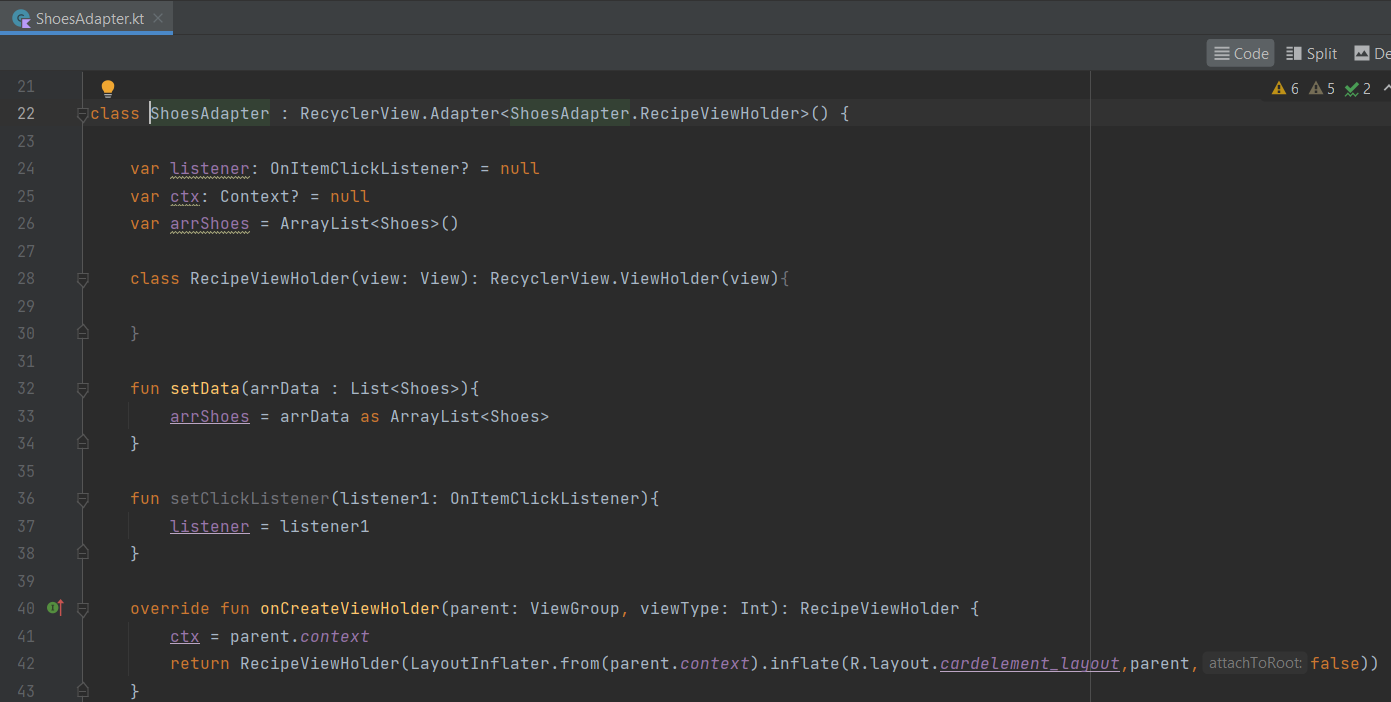 ShoesAdapter.kt
Code Split
21 6 5 2
22 class ShoesAdapter : RecyclerView.Adapter<ShoesAdapter.RecipeViewHolder>() {
23
24 var listener: OnItemClickListener? = null
25 var ctx: Context? = null
26 var arrShoes = ArrayList<Shoes>()
27
28 class RecipeViewHolder(view: View): RecyclerView.ViewHolder(view){
29
30 }
31
32 fun setData(arrData : List<Shoes>){
33 arrShoes = arrData as ArrayList<Shoes>
34 }
35
36 fun setClickListener(listener1: OnItemClickListener){
37 listener = listener1
38 }
39
40 override fun onCreateViewHolder(parent: ViewGroup, viewType: Int): RecipeViewHolder {
41 ctx = parent.context
42 return RecipeViewHolder(LayoutInflater.from(parent.context).inflate(R.layout.cardelement_layout,parent, attachToRoot: false))
43 }